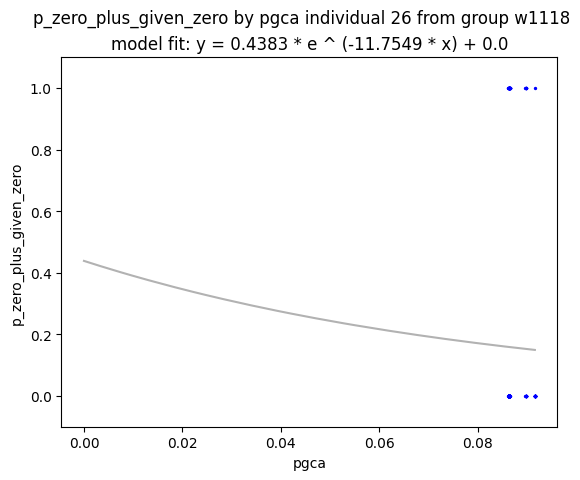 p_zero_plus_given_zero by pgca individual 26 from group w1118
model fit: y = 0.4383 * e ^ (-11.7549 * x) + 0.0
1.0
0.8
0.6
0.4
0.2
0.0
p_zero_plus_given_zero
0.00 0.02 0.04 0.06 0.08
pgca